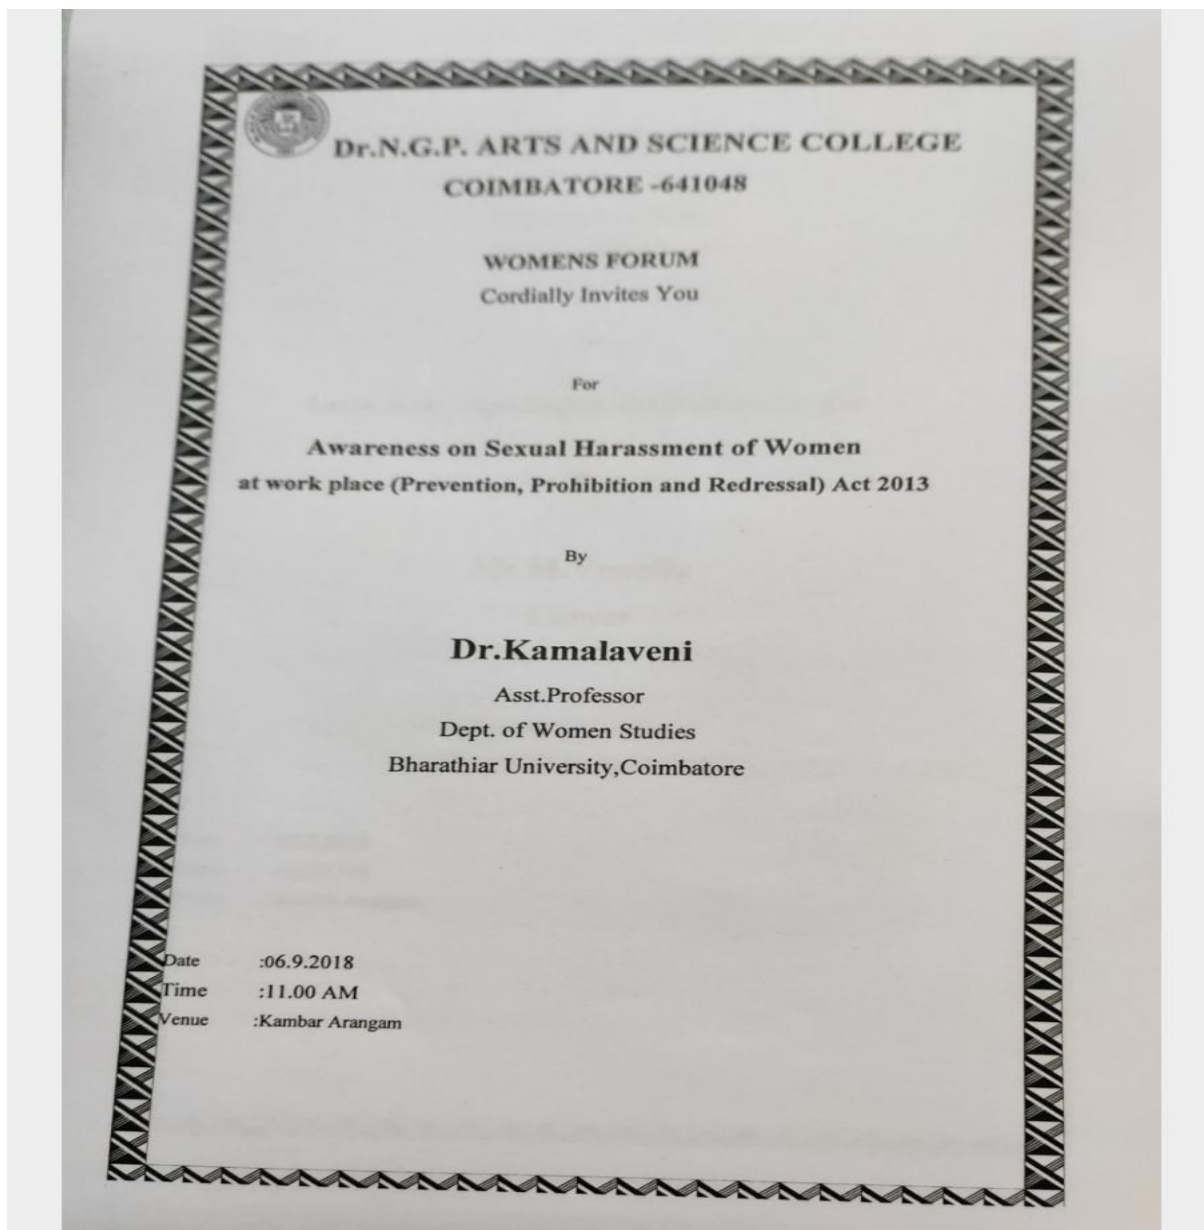 Dr.N.G.P. ARTS AND SCIENCE COLLEGE
COIMBATORE -641048
WOMENS FORUM
Cordially Invites You
For
Awareness on Sexual Harassment of Women
at work place (Prevention, Prohibition and Redressal) Act 2013
By
Dr.Kamalaveni
Asst.Professor
Dept. of Women Studies
Bharathiar University,Coimbatore
Date :06.9.2018
Time :11.00 AM
Venue :Kambar Arangam